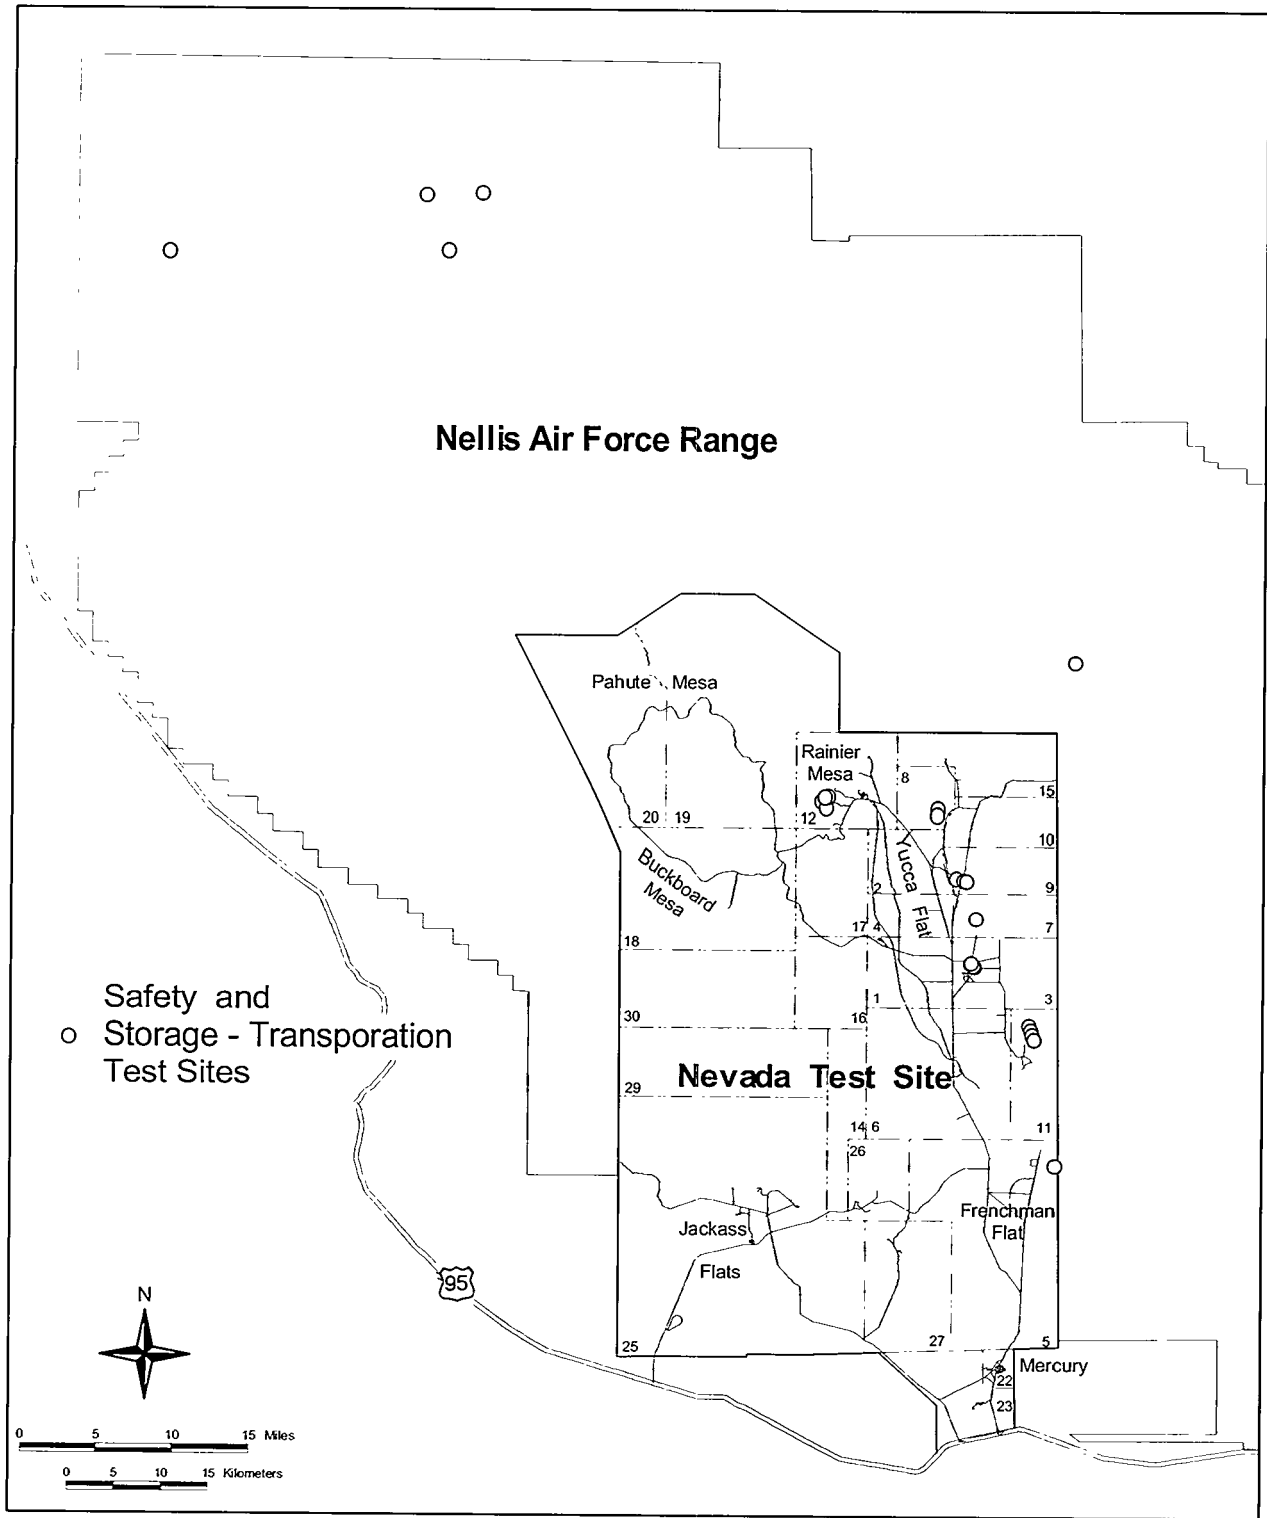 Nellis Air Force Range
Pahute Mesa
Rainier
Mesa
8
15
20 19
12
10
Buckboard
Mesa
Yucca Flat
2
9
17 4
7
18
Safety and
Storage - Transporation
Test Sites
1
3
16
30
Nevada Test Site
29
14 6
11
26
Frenchman
Flat
Jackass
Flats
95
N
25
27
5
Mercury
22
23
0 5 10 15 Miles
0 5 10 15 Kilometers